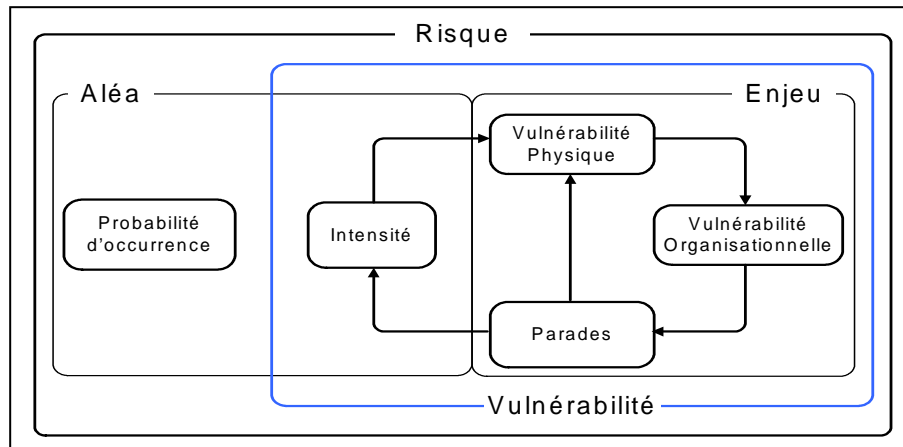 Risque
Aléa
Enjeu
Vulnérabilité
Physique
Probabilité
d'occurrence
Intensité
Vulnérabilité
Organisationnelle
Parades
Vulnérabilité